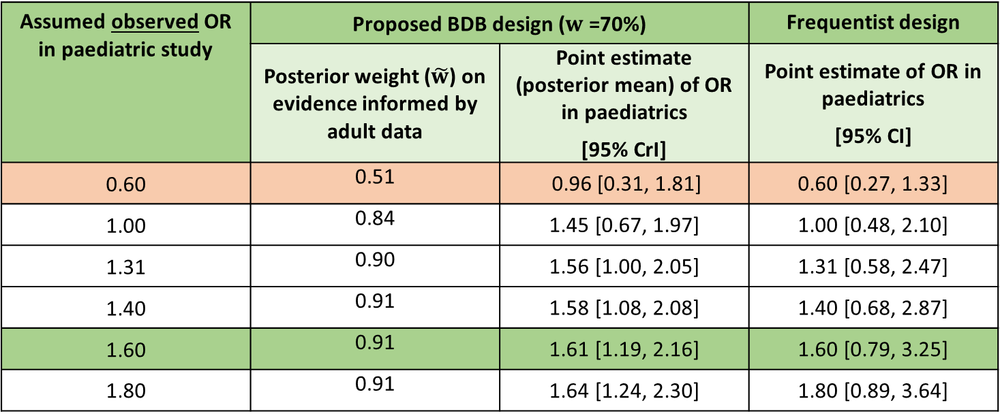 Assumed observed OR
in paediatric study
Proposed BDB design (w =70%)
Frequentist design
Posterior weight (w̃) on
evidence informed by
adult data
Point estimate
(posterior mean) of OR
in paediatrics
[95% CrI]
Point estimate of OR in
paediatrics
[95% CI]
0.60 0.51 0.96 [0.31, 1.81] 0.60 [0.27, 1.33]
1.00 0.84 1.45 [0.67, 1.97] 1.00 [0.48, 2.10]
1.31 0.90 1.56 [1.00, 2.05] 1.31 [0.58, 2.47]
1.40 0.91 1.58 [1.08, 2.08] 1.40 [0.68, 2.87]
1.60 0.91 1.61 [1.19, 2.16] 1.60 [0.79, 3.25]
1.80 0.91 1.64 [1.24, 2.30] 1.80 [0.89, 3.64]